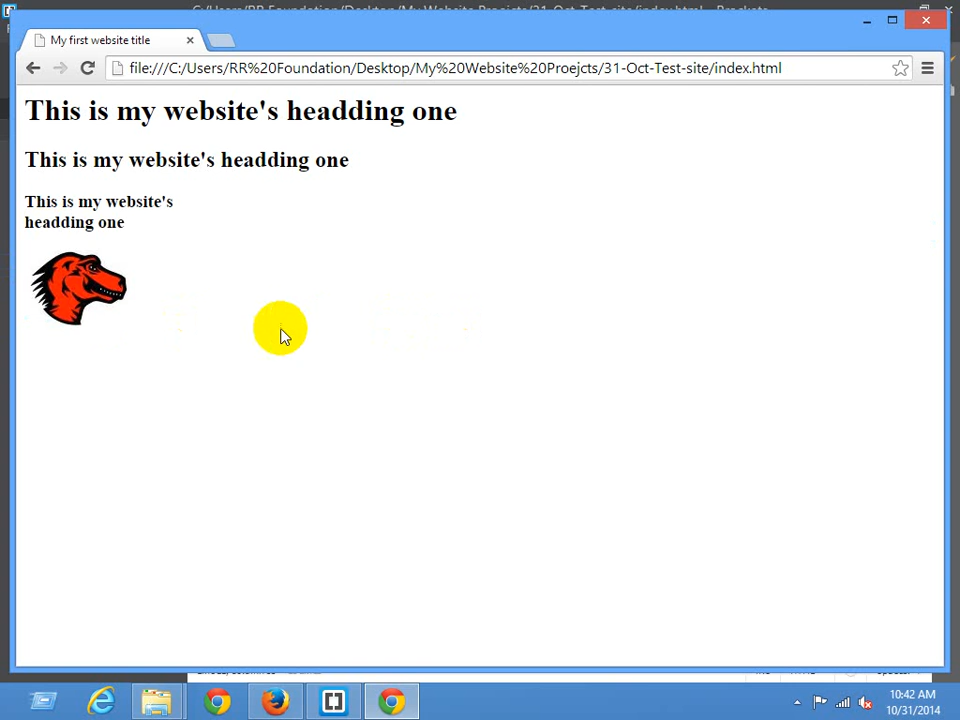 My first website title
file:///C:/Users/RR%20Foundation/Desktop/My%20Website%20Proejcts/31-Oct-Test-site/index.html
This is my website's headding one
This is my website's headding one
This is my website's
headding one
10:42 AM
10/31/2014